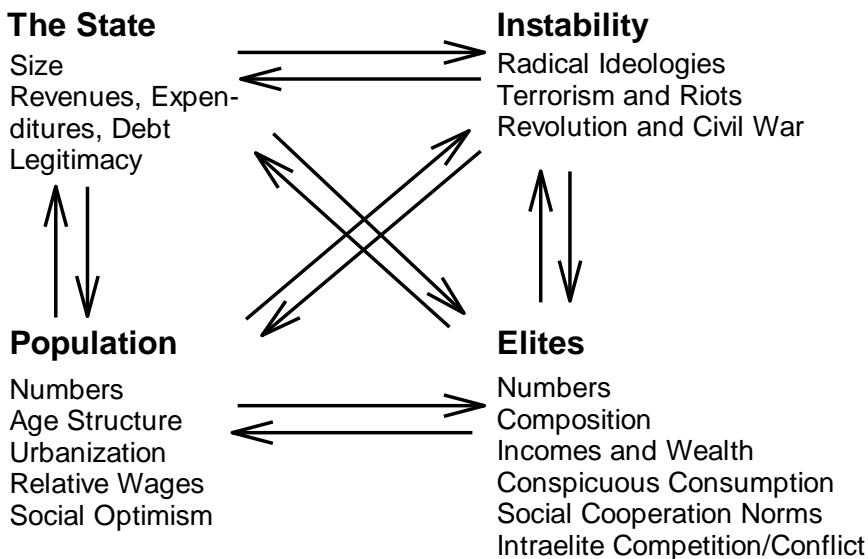 The State
Size
Revenues, Expen-
ditures, Debt
Legitimacy
Instability
Radical Ideologies
Terrorism and Riots
Revolution and Civil War
Population
Numbers
Age Structure
Urbanization
Relative Wages
Social Optimism
Elites
Numbers
Composition
Incomes and Wealth
Conspicuous Consumption
Social Cooperation Norms
Intraelite Competition/Conflict